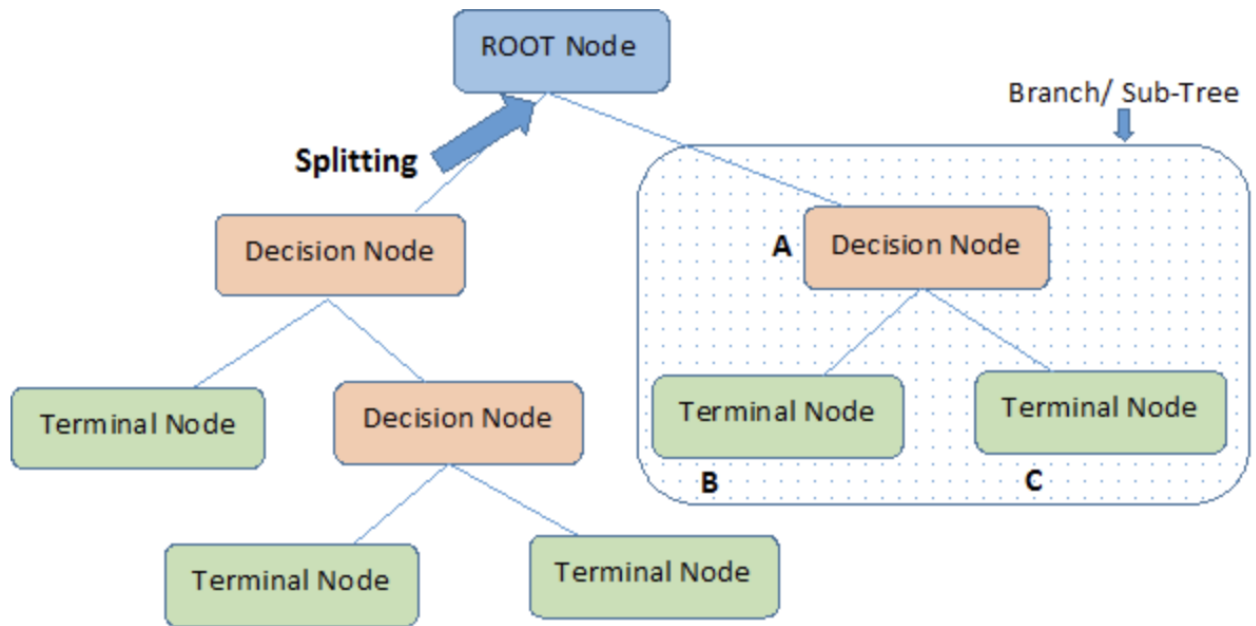 ROOT Node
Branch/ Sub-Tree
Splitting
Decision Node
A
Decision Node
Terminal Node
Decision Node
Terminal Node
Terminal Node
B
C
Terminal Node
Terminal Node